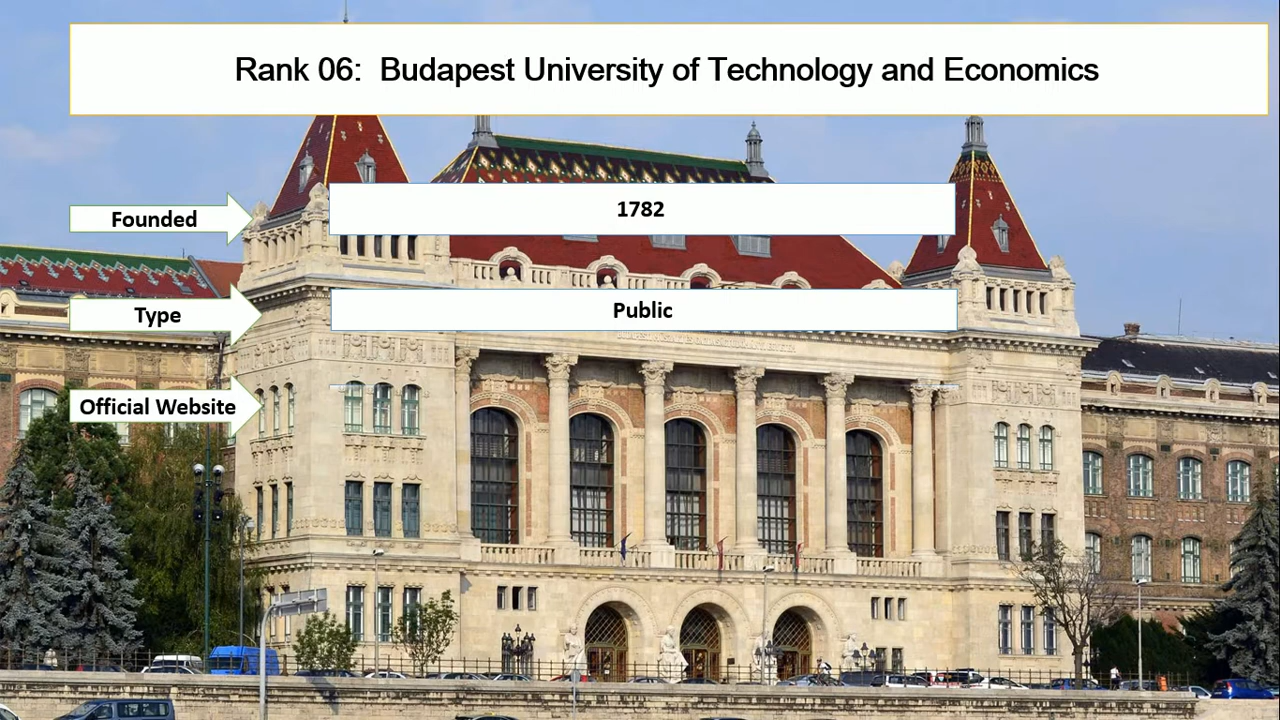 Rank 06: Budapest University of Technology and Economics
Founded
1782
Type
Public
Official Website